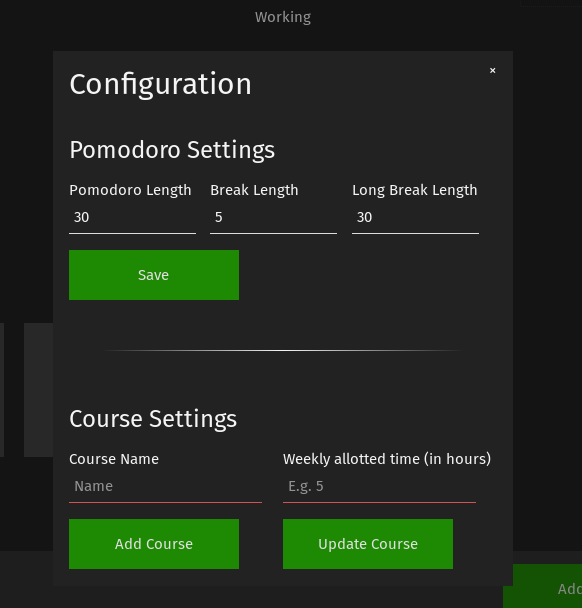 Working
×
Configuration
Pomodoro Settings
Pomodoro Length Break Length Long Break Length
30 5 30
Save
Course Settings
Course Name Weekly allotted time (in hours)
Name E.g. 5
Add Course Update Course
Add